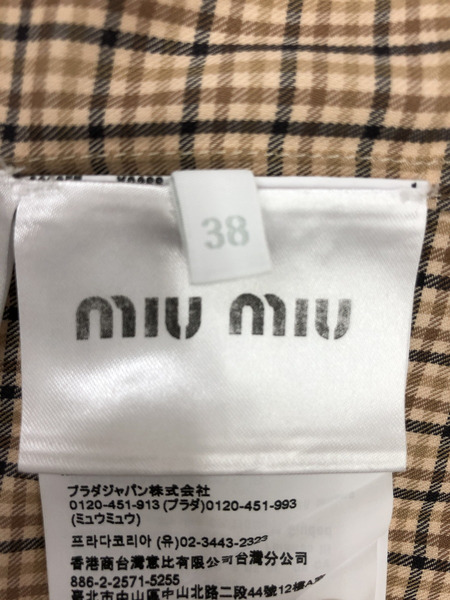 38
miu miu
プラダジャパン株式会社
0120-451-913 (プラダ)0120-451-993
(ミュウミュウ)
프라다코리아 (유)02-3443-2323
香港商台灣意比有限公司台灣分公司
886-2-2571-5255
臺北市中山區中山北路二段44號12樓